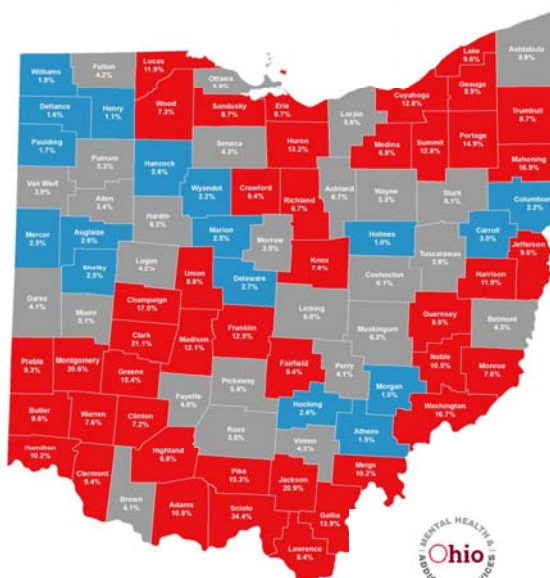 Lucas
11.9%
Williams
1.8%
Fulton
4.2%
Ottawa
Lake
9.6%
Ashtabula
5.9%
Geauga
8.9%
Cuyahoga
12.8%
Defiance
1.6%
Henry
1.1%
Wood
7.3%
Sandusky
8.7%
Erie
8.7%
Lorain
5.8%
Trumbull
8.7%
Paulding
1.7%
Putnam
5.3%
Hancock
2.6%
Seneca
4.3%
Huron
13.2%
Medina
8.8%
Summit
12.8%
Portage
14.9%
Mahoning
16.9%
Van Wert
3.9%
Allen
3.4%
Wyandot
2.2%
Crawford
9.4%
Richland
8.7%
Ashland
6.7%
Wayne
3.3%
Stark
6.1%
Columbiana
2.2%
Mercer
2.5%
Auglaize
2.6%
Hardin
6.2%
Marion
2.5%
Morrow
3.9%
Holmes
1.0%
Carroll
3.0%
Jefferson
9.6%
Shelby
2.5%
Logan
4.2%
Union
8.8%
Delaware
2.7%
Knox
7.8%
Coshocton
6.1%
Tuscarawas
3.8%
Harrison
11.9%
Darke
4.1%
Miami
5.1%
Champaign
17.0%
Licking
6.0%
Muskingum
6.3%
Guernsey
8.8%
Belmont
4.3%
Clark
21.1%
Madison
12.1%
Franklin
12.5%
Fairfield
9.4%
Perry
4.1%
Noble
10.5%
Monroe
7.6%
Preble
9.3%
Montgomery
20.6%
Greene
15.4%
Fayette
4.0%
Pickaway
5.4%
Hocking
2.4%
Morgan
1.0%
Washington
16.7%
Butler
9.6%
Warren
7.6%
Clinton
7.2%
Ross
3.5%
Vinton
4.3%
Athens
1.5%
Hamilton
10.2%
Clermont
9.4%
Highland
6.8%
Pike
15.3%
Jackson
20.9%
Meigs
10.2%
Brown
4.1%
Adams
10.8%
Scioto
34.4%
Gallia
13.9%
Lawrence
8.4%
MENTAL HEALTH &
Ohio